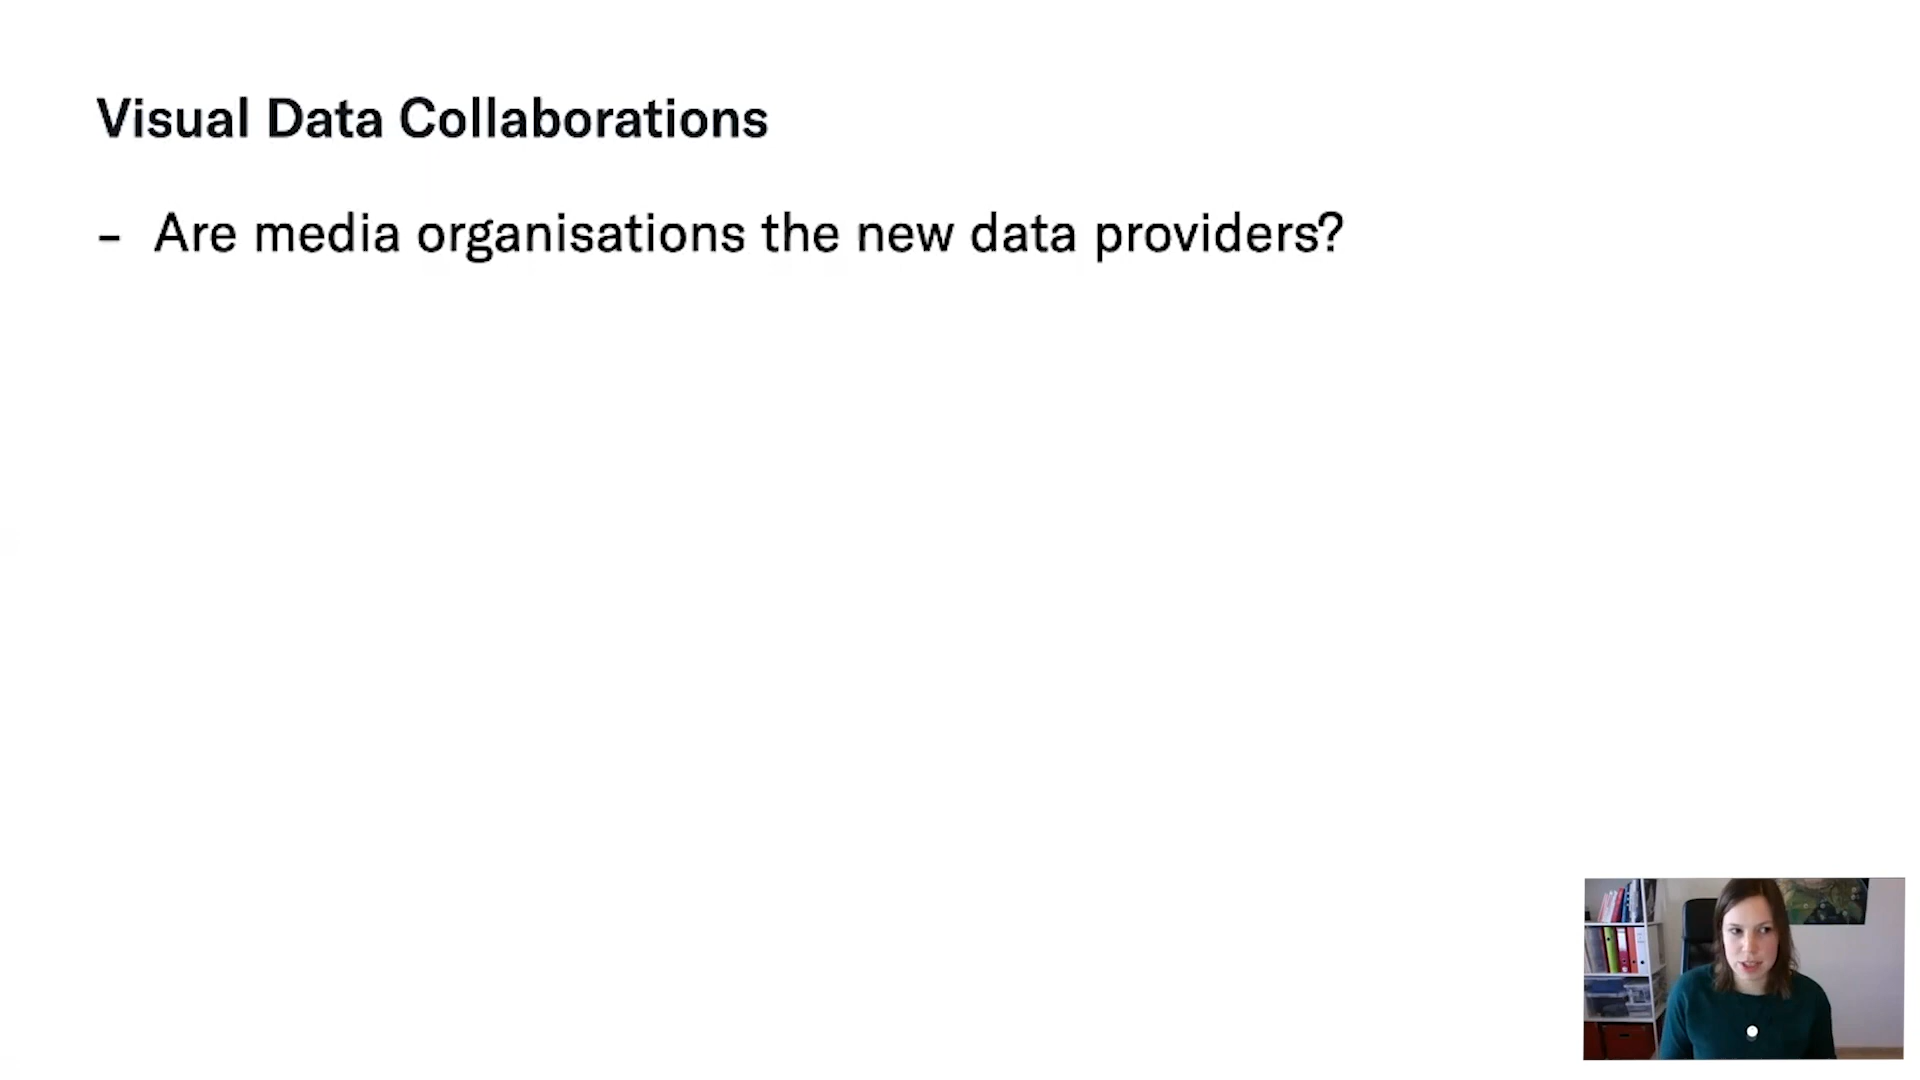 Visual Data Collaborations
- Are media organisations the new data providers?